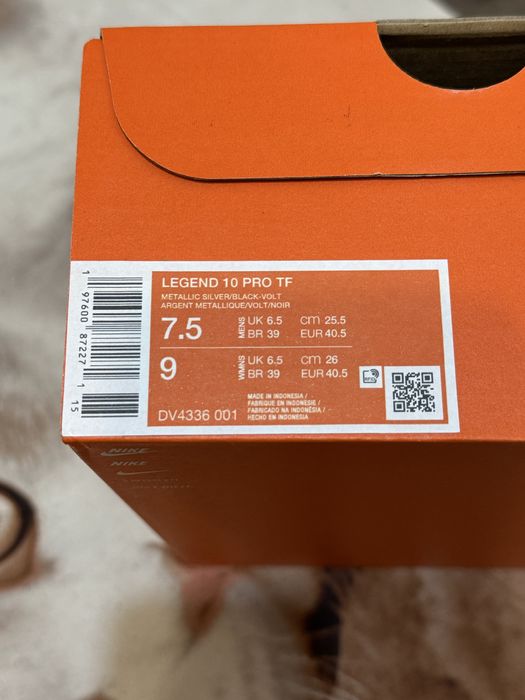 LEGEND 10 PRO TF
METALLIC SILVER/BLACK-VOLT
ARGENT METALLIQUE/VOLT/NOIR
7.5 MENS UK 6.5 CM 25.5
BR 39 EUR 40.5
9 WMNS UK 6.5 CM 26
BR 39 EUR 40.5
DV4336 001
MADE IN INDONESIA /
FABRIQUE EN INDONESIE /
FABRICADO NA INDONÉSIA /
HECHO EN INDONESIA
1 97600 87227 1 15
NIKE
NIKE